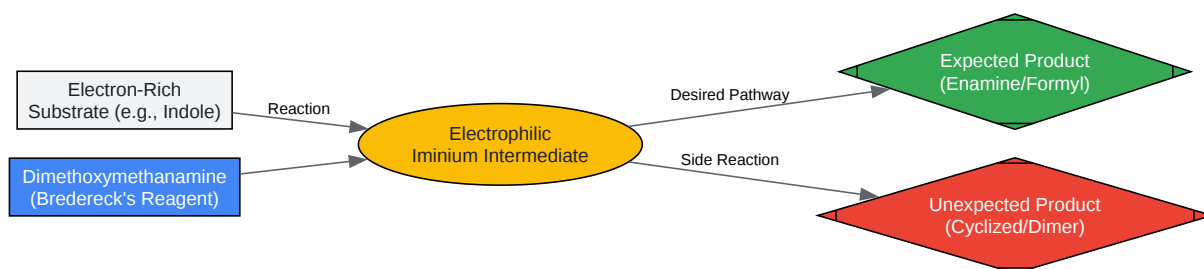 Electron-Rich
Substrate (e.g., Indole)
Dimethoxymethanamine
(Bredereck's Reagent)
Reaction
Electrophilic
Iminium Intermediate
Desired Pathway
Side Reaction
Expected Product
(Enamine/Formyl)
Unexpected Product
(Cyclized/Dimer)